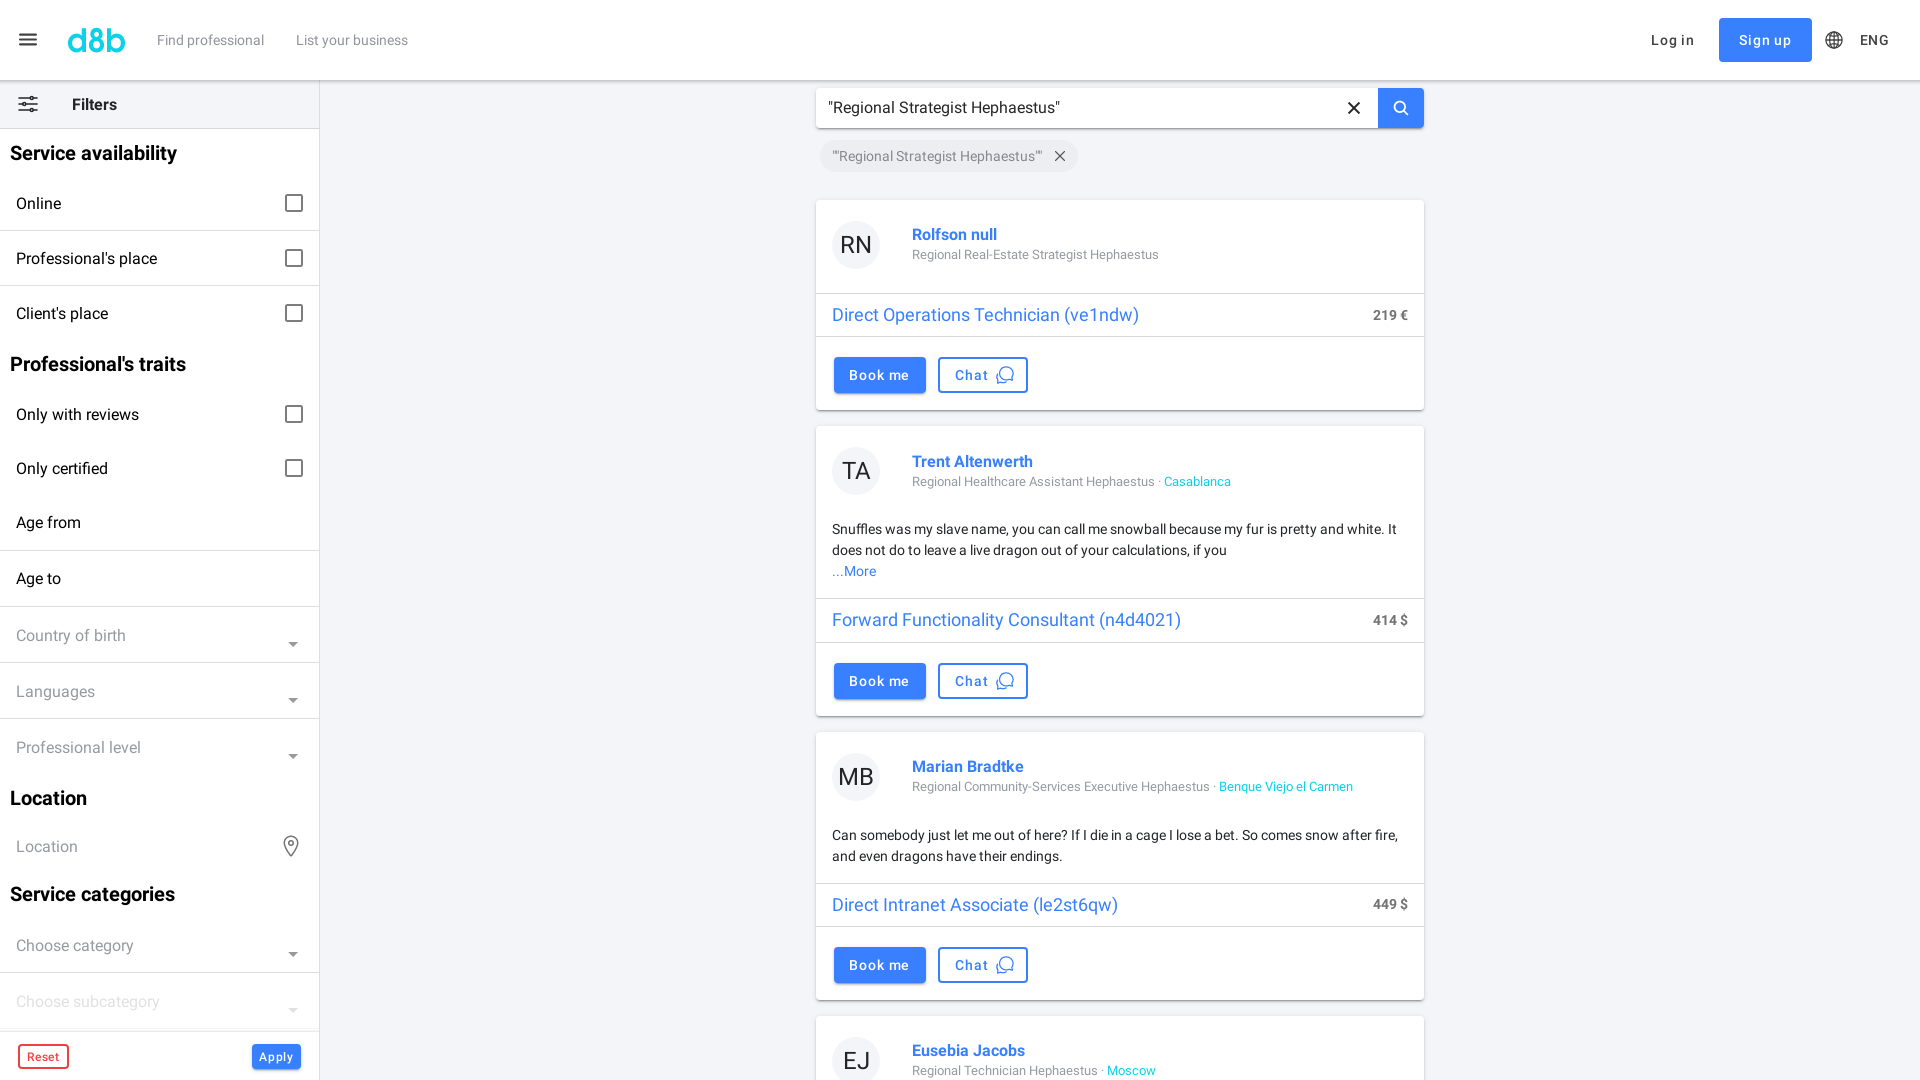 d8b
Find professional
List your business
Log in
Sign up
ENG
Filters
Service availability
Online
Professional's place
Client's place
Professional's traits
Only with reviews
Only certified
Age from
Age to
Country of birth
Languages
Professional level
Location
Location
Service categories
Choose category
Choose subcategory
Reset
Apply
"Regional Strategist Hephaestus"
""Regional Strategist Hephaestus""
RN
Rolfson null
Regional Real-Estate Strategist Hephaestus
Direct Operations Technician (ve1ndw)
219 €
Book me
Chat
TA
Trent Altenwerth
Regional Healthcare Assistant Hephaestus · Casablanca
Snuffles was my slave name, you can call me snowball because my fur is pretty and white. It
does not do to leave a live dragon out of your calculations, if you
...More
Forward Functionality Consultant (n4d4021)
414 $
Book me
Chat
MB
Marian Bradtke
Regional Community-Services Executive Hephaestus · Benque Viejo el Carmen
Can somebody just let me out of here? If I die in a cage I lose a bet. So comes snow after fire,
and even dragons have their endings.
Direct Intranet Associate (le2st6qw)
449 $
Book me
Chat
EJ
Eusebia Jacobs
Regional Technician Hephaestus · Moscow